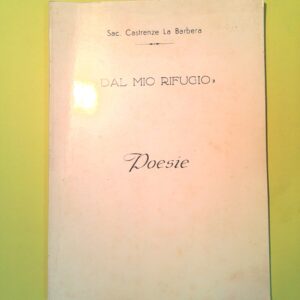 Sac. Castrenze La Barbera
DAL MIO RIFUGIO,
Poesie